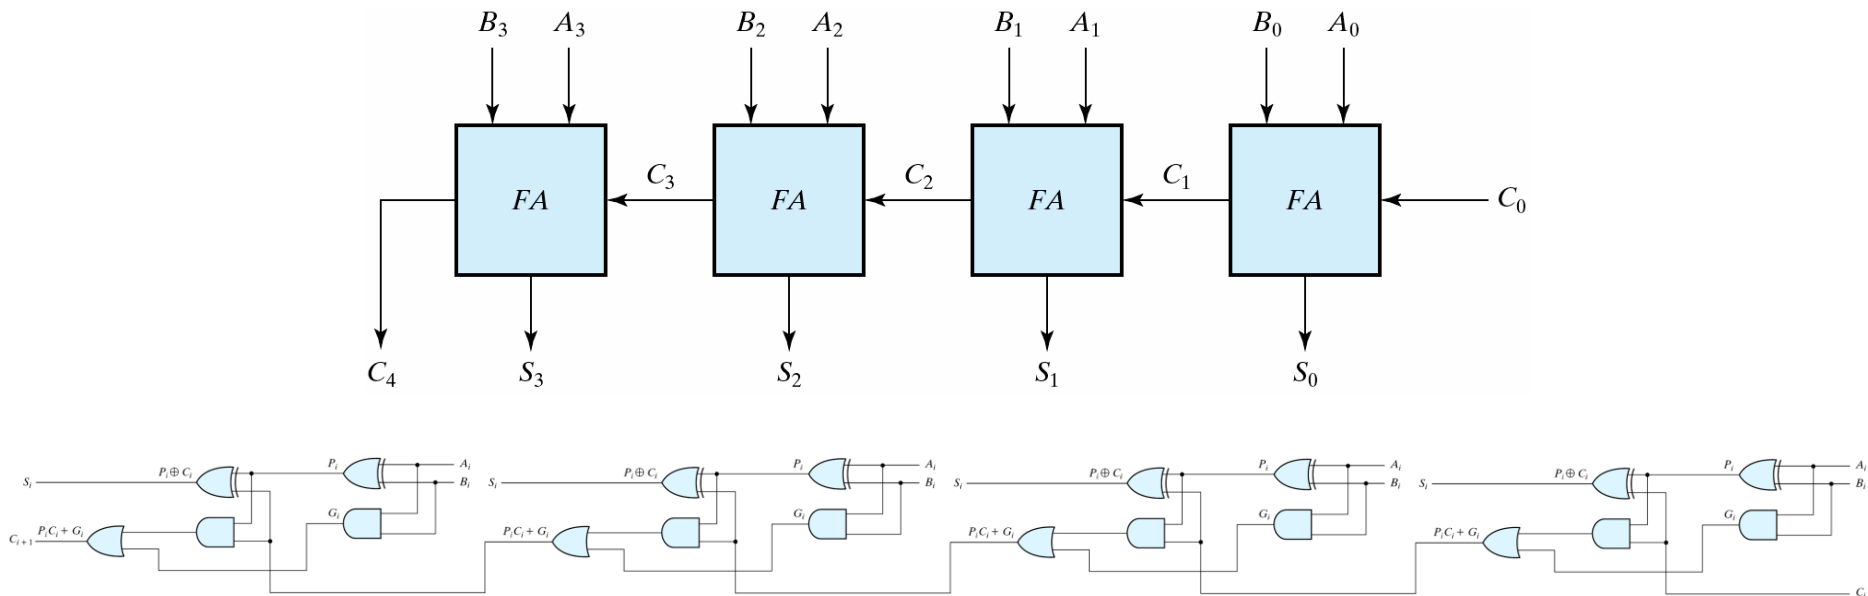 B₃ A₃ B₂ A₂ B₁ A₁ B₀ A₀
FA C₃ FA C₂ FA C₁ FA C₀
C₄ S₃ S₂ S₁ S₀
Pᵢ Aᵢ Pᵢ Aᵢ Pᵢ Aᵢ Pᵢ Aᵢ
Pᵢ ⊕ Cᵢ Pᵢ ⊕ Cᵢ Pᵢ ⊕ Cᵢ Pᵢ ⊕ Cᵢ
Sᵢ Bᵢ Sᵢ Bᵢ Sᵢ Bᵢ Sᵢ Bᵢ
Gᵢ Gᵢ Gᵢ Gᵢ
PᵢCᵢ + Gᵢ PᵢCᵢ + Gᵢ PᵢCᵢ + Gᵢ PᵢCᵢ + Gᵢ
Cᵢ₊₁
Cᵢ